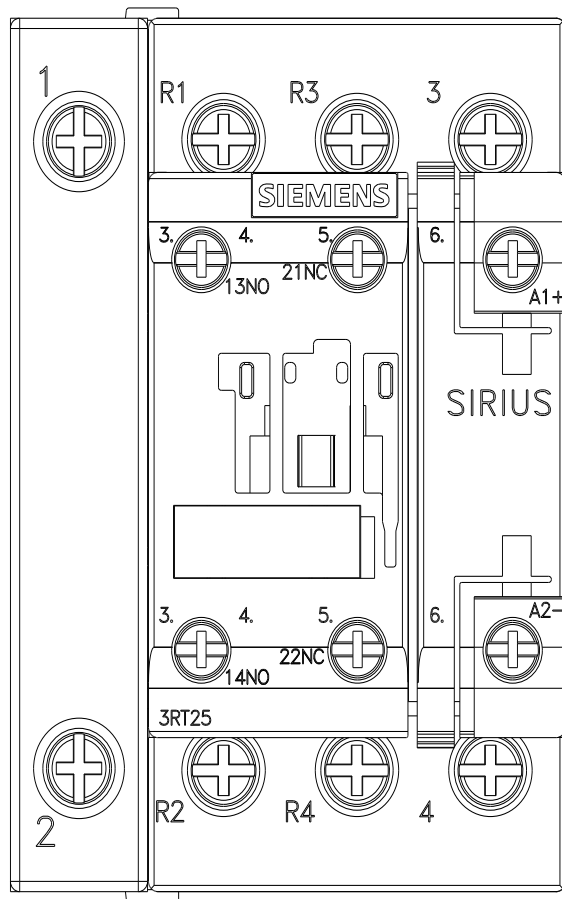 1 R1 R3 3
SIEMENS
3. 4. 5. 6.
13NO 21NC A1+
SIRIUS
3. 4. 5. 6. A2-
14NO 22NC
3RT25
2 R2 R4 4